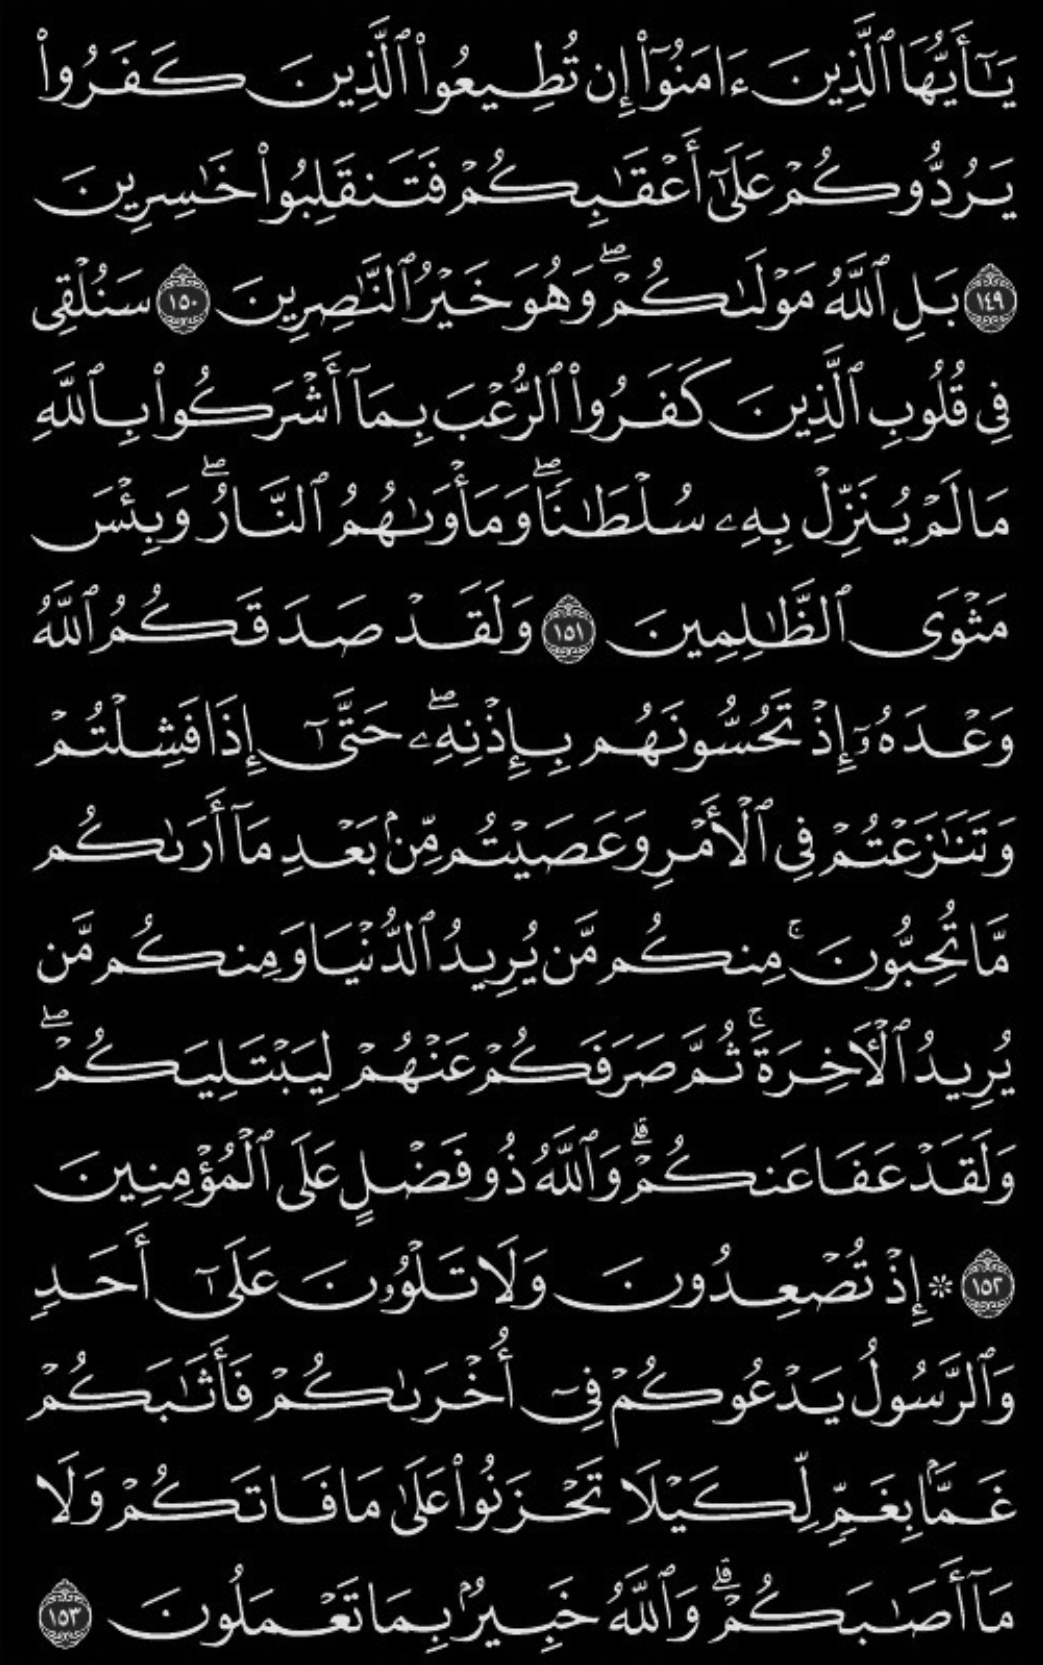 يَـٰٓأَيُّهَا ٱلَّذِينَ ءَامَنُوٓا۟ إِن تُطِيعُوا۟ ٱلَّذِينَ كَفَرُوا۟
يَرُدُّوكُمْ عَلَىٰٓ أَعْقَـٰبِكُمْ فَتَنقَلِبُوا۟ خَـٰسِرِينَ
١٤٩ بَلِ ٱللَّهُ مَوْلَىٰكُمْ ۖ وَهُوَ خَيْرُ ٱلنَّـٰصِرِينَ ١٥٠ سَنُلْقِى
فِى قُلُوبِ ٱلَّذِينَ كَفَرُوا۟ ٱلرُّعْبَ بِمَآ أَشْرَكُوا۟ بِٱللَّهِ
مَا لَمْ يُنَزِّلْ بِهِۦ سُلْطَـٰنًا ۖ وَمَأْوَىٰهُمُ ٱلنَّارُ ۖ وَبِئْسَ
مَثْوَى ٱلظَّـٰلِمِينَ ١٥١ وَلَقَدْ صَدَقَكُمُ ٱللَّهُ
وَعْدَهُۥٓ إِذْ تَحُسُّونَهُم بِإِذْنِهِۦ ۖ حَتَّىٰٓ إِذَا فَشِلْتُمْ
وَتَنَـٰزَعْتُمْ فِى ٱلْأَمْرِ وَعَصَيْتُم مِّنۢ بَعْدِ مَآ أَرَىٰكُم
مَّا تُحِبُّونَ ۚ مِنكُم مَّن يُرِيدُ ٱلدُّنْيَا وَمِنكُم مَّن
يُرِيدُ ٱلْـَٔاخِرَةَ ۚ ثُمَّ صَرَفَكُمْ عَنْهُمْ لِيَبْتَلِيَكُمْ ۖ
وَلَقَدْ عَفَا عَنكُمْ ۗ وَٱللَّهُ ذُو فَضْلٍ عَلَى ٱلْمُؤْمِنِينَ
١٥٢ * إِذْ تُصْعِدُونَ وَلَا تَلْوُۥنَ عَلَىٰٓ أَحَدٍ
وَٱلرَّسُولُ يَدْعُوكُمْ فِىٓ أُخْرَىٰكُمْ فَأَثَـٰبَكُمْ
غَمًّۢا بِغَمٍّ لِّكَيْلَا تَحْزَنُوا۟ عَلَىٰ مَا فَاتَكُمْ وَلَا
مَآ أَصَـٰبَكُمْ ۗ وَٱللَّهُ خَبِيرٌۢ بِمَا تَعْمَلُونَ ١٥٣